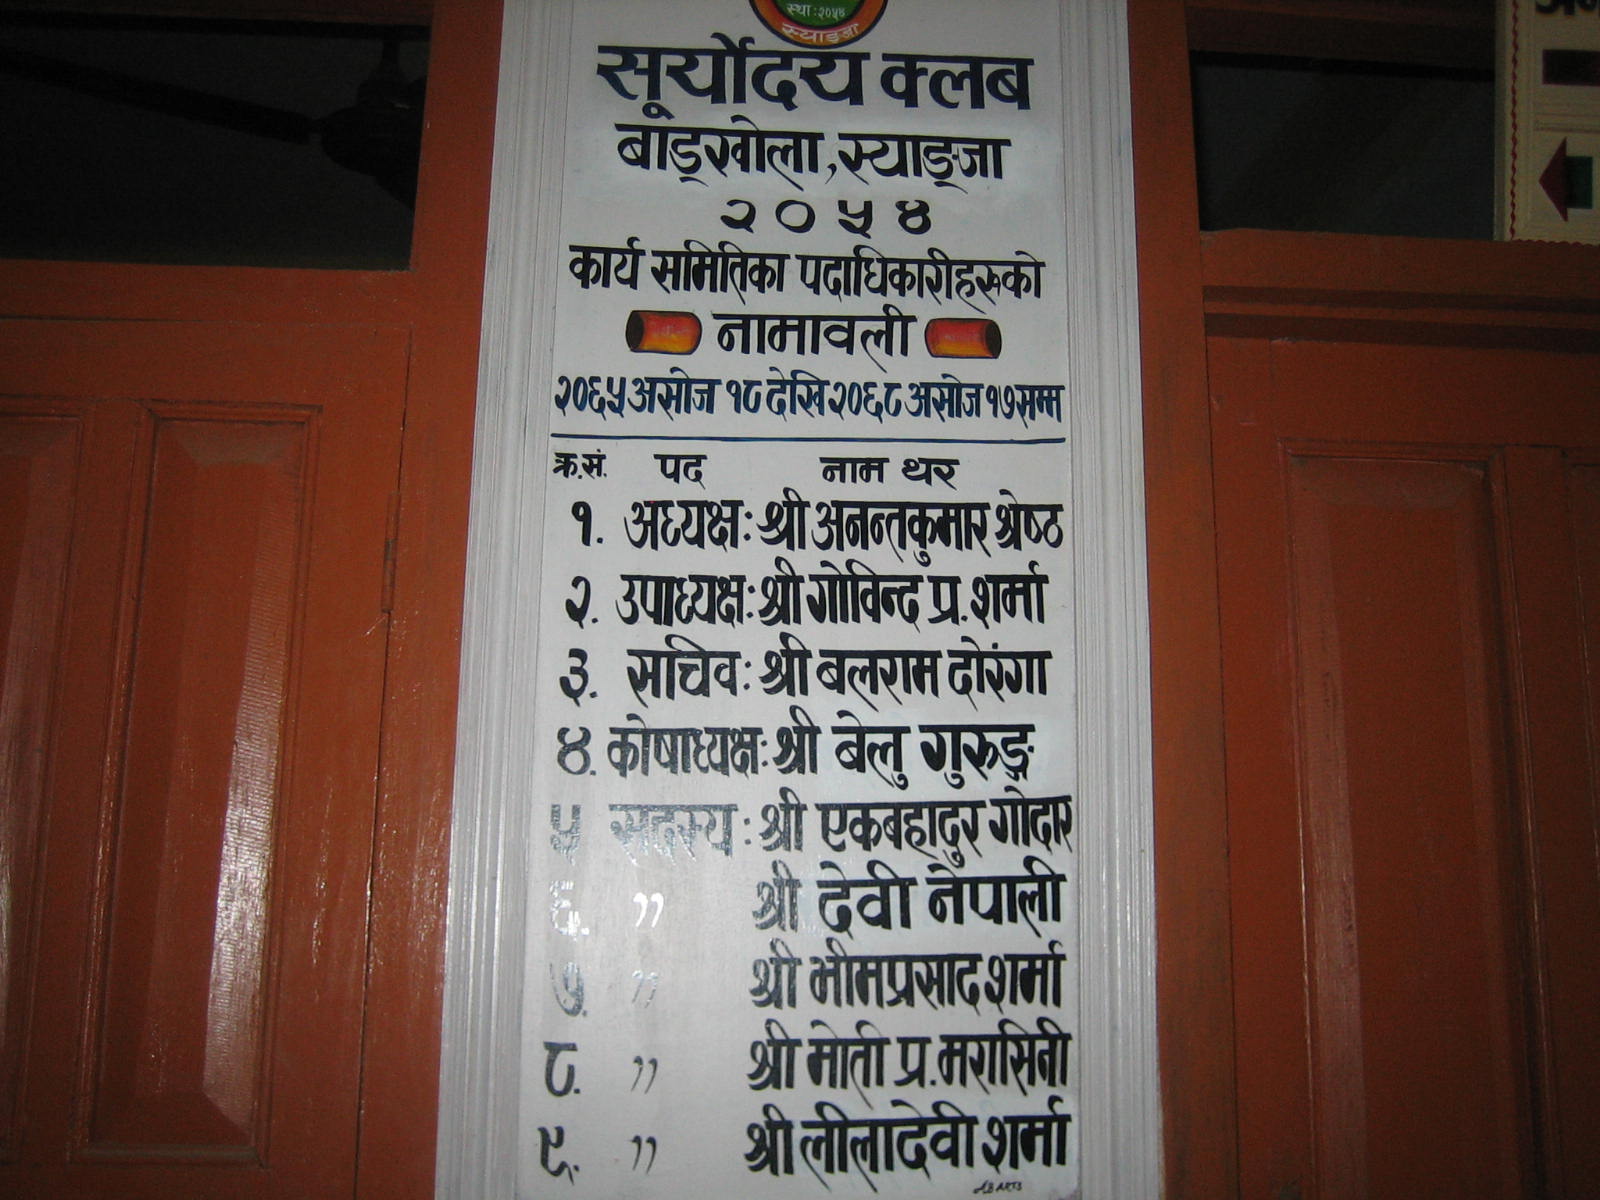 स्था : २०५४
स्याङ्जा
सूर्योदय क्लब
बाड्खोला, स्याङ्जा
२०५४
कार्य समितिका पदाधिकारीहरुको
नामावली
२०६५ असोज १८ देखि २०६८ असोज १७ सम्म
क्र.सं. पद नाम थर
१. अध्यक्ष : श्री अनन्तकुमार श्रेष्ठ
२. उपाध्यक्ष : श्री गोविन्द प्र. शर्मा
३. सचिव : श्री बलराम दोरंगा
४. कोषाध्यक्ष : श्री बेलु गुरुङ्ग
५ सदस्य : श्री एकबहादुर गोदार
६. ,, श्री देवी नेपाली
७. ,, श्री भीमप्रसाद शर्मा
८. ,, श्री मोती प्र. मरासिनी
९. ,, श्री लीलादेवी शर्मा
A.B ARTS